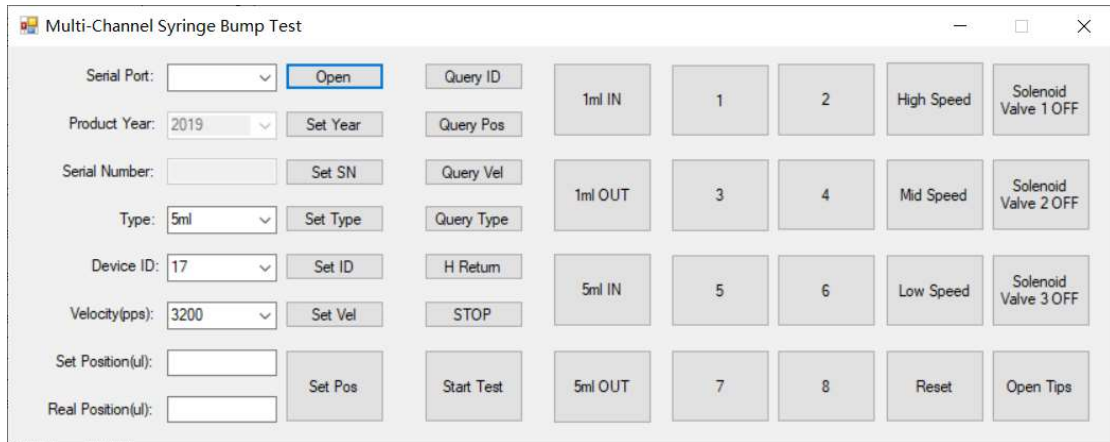 Multi-Channel Syringe Bump Test
Serial Port: Open Query ID
Product Year: 2019 Set Year Query Pos
Serial Number: Set SN Query Vel
Type: 5ml Set Type Query Type
Device ID: 17 Set ID H Return
Velocity(pps): 3200 Set Vel STOP
Set Position(ul):
Real Position(ul):
Set Pos Start Test
1ml IN 1 2 High Speed Solenoid
Valve 1 OFF
1ml OUT 3 4 Mid Speed Solenoid
Valve 2 OFF
5ml IN 5 6 Low Speed Solenoid
Valve 3 OFF
5ml OUT 7 8 Reset Open Tips